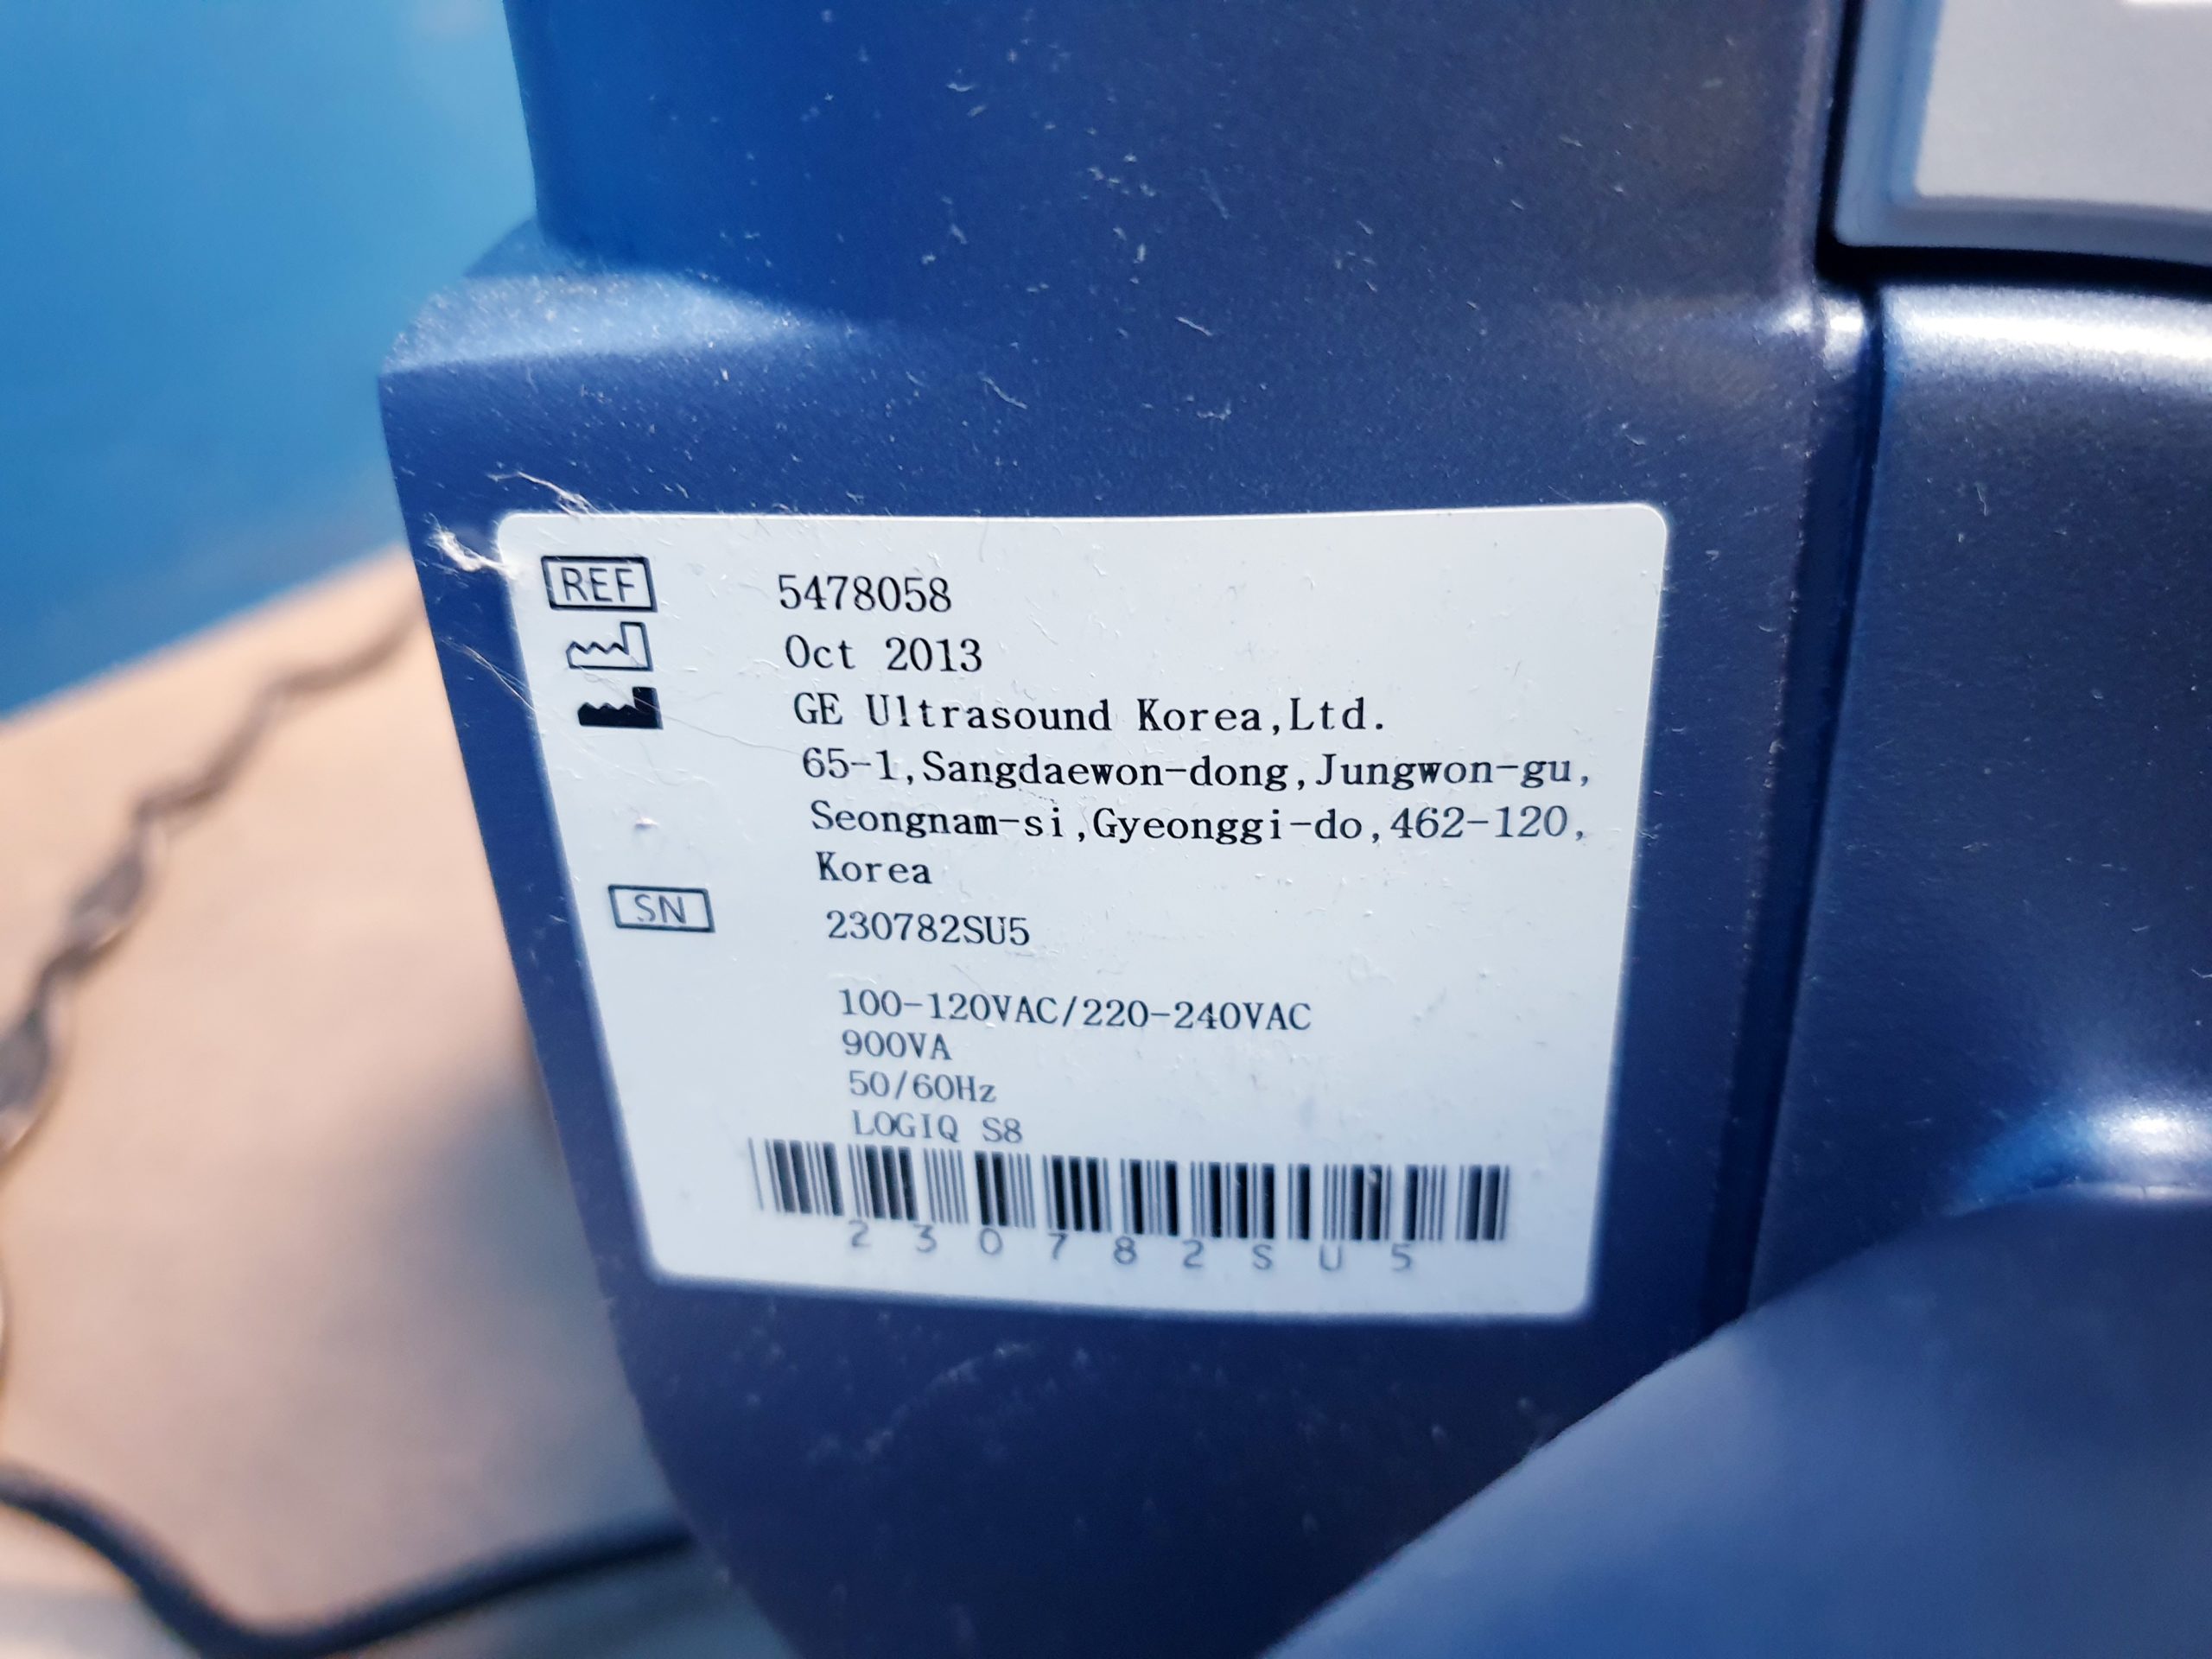 REF 5478058
Oct 2013
GE Ultrasound Korea,Ltd.
65-1,Sangdaewon-dong,Jungwon-gu,
Seongnam-si,Gyeonggi-do,462-120,
Korea
SN 230782SU5
100-120VAC/220-240VAC
900VA
50/60Hz
LOGIQ S8
230782SU5